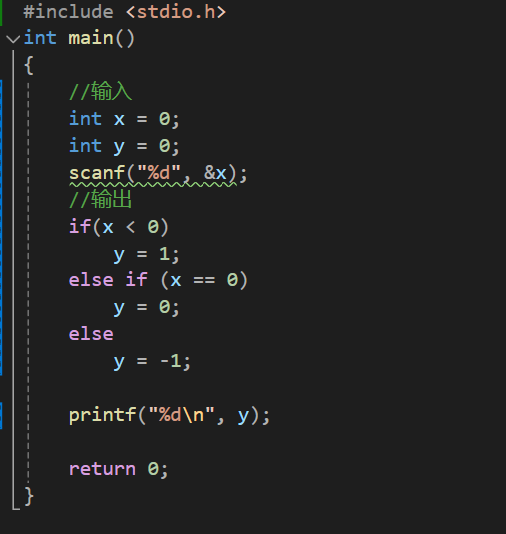 #include <stdio.h>
int main()
{
    //输入
    int x = 0;
    int y = 0;
    scanf("%d", &x);
    //输出
    if(x < 0)
        y = 1;
    else if (x == 0)
        y = 0;
    else
        y = -1;
    printf("%d\n", y);
    return 0;
}